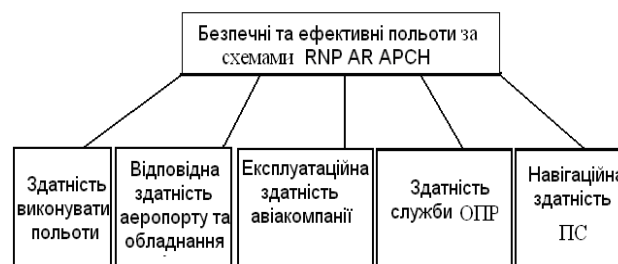 Безпечні та ефективні польоти за
схемами RNP AR APCH
Здатність
виконувати
польоти
Відповідна
здатність
аеропорту та
обладнання
Експлуатаційна
здатність
авіакомпанії
Здатність
служби ОПР
Навігаційна
здатність
ПС